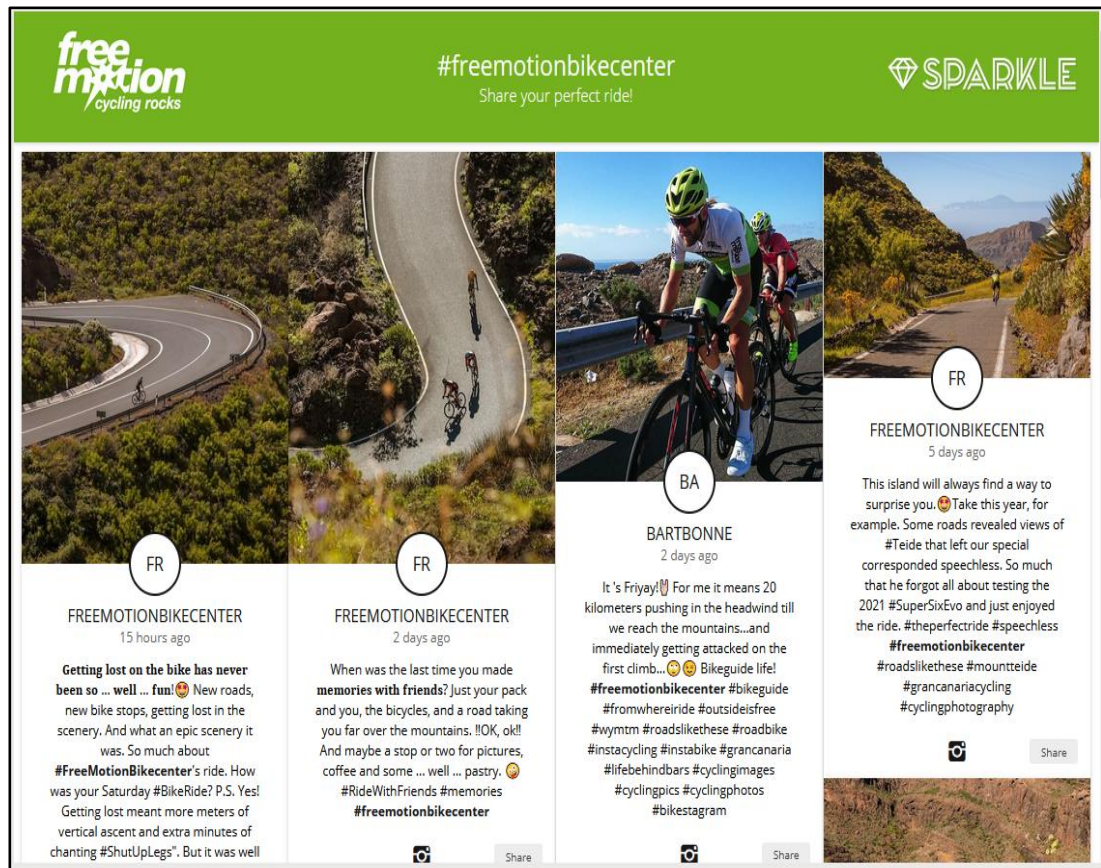 free
motion
cycling rocks
#freemotionbikecenter
Share your perfect ride!
SPARKLE
FR
FREEMOTIONBIKECENTER
15 hours ago
Getting lost on the bike has never
been so ... well ... fun!😍 New roads,
new bike stops, getting lost in the
scenery. And what an epic scenery it
was. So much about
#FreeMotionBikecenter's ride. How
was your Saturday #BikeRide? P.S. Yes!
Getting lost meant more meters of
vertical ascent and extra minutes of
chanting #ShutUpLegs". But it was well
FR
FREEMOTIONBIKECENTER
2 days ago
When was the last time you made
memories with friends? Just your pack
and you, the bicycles, and a road taking
you far over the mountains. !!OK, ok!!
And maybe a stop or two for pictures,
coffee and some ... well ... pastry. 😜
#RideWithFriends #memories
#freemotionbikecenter
Share
free
motion
BA
BARTBONNE
2 days ago
It 's Friyay!🤘 For me it means 20
kilometers pushing in the headwind till
we reach the mountains...and
immediately getting attacked on the
first climb...🙄 😉 Bikeguide life!
#freemotionbikecenter #bikeguide
#fromwhereiride #outsideisfree
#wymtm #roadslikethese #roadbike
#instacycling #instabike #grancanaria
#lifebehindbars #cyclingimages
#cyclingpics #cyclingphotos
#bikestagram
Share
FR
FREEMOTIONBIKECENTER
5 days ago
This island will always find a way to
surprise you.😍Take this year, for
example. Some roads revealed views of
#Teide that left our special
corresponded speechless. So much
that he forgot all about testing the
2021 #SuperSixEvo and just enjoyed
the ride. #theperfectride #speechless
#freemotionbikecenter
#roadslikethese #mountteide
#grancanariacycling
#cyclingphotography
Share